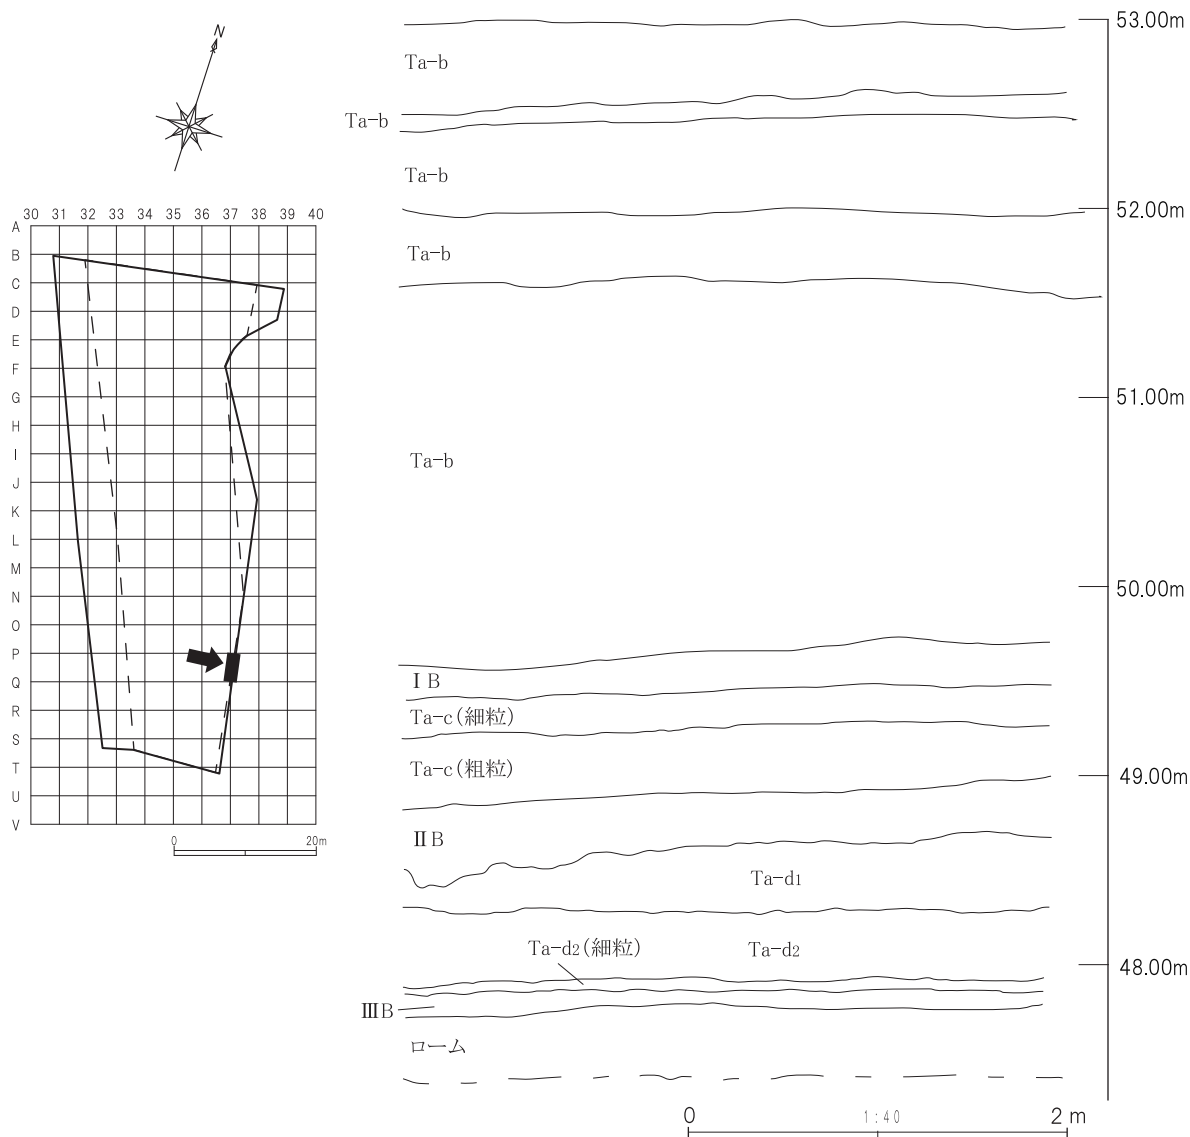 N
30 31 32 33 34 35 36 37 38 39 40
A
B
C
D
E
F
G
H
I
J
K
L
M
N
O
P
Q
R
S
T
U
V
0 20m
Ta-b
Ta-b
Ta-b
Ta-b
Ta-b
ⅠB
Ta-c(細粒)
Ta-c(粗粒)
ⅡB
Ta-d1
Ta-d2(細粒) Ta-d2
ⅢB
ローム
53.00m
52.00m
51.00m
50.00m
49.00m
48.00m
0 1:40 2 m